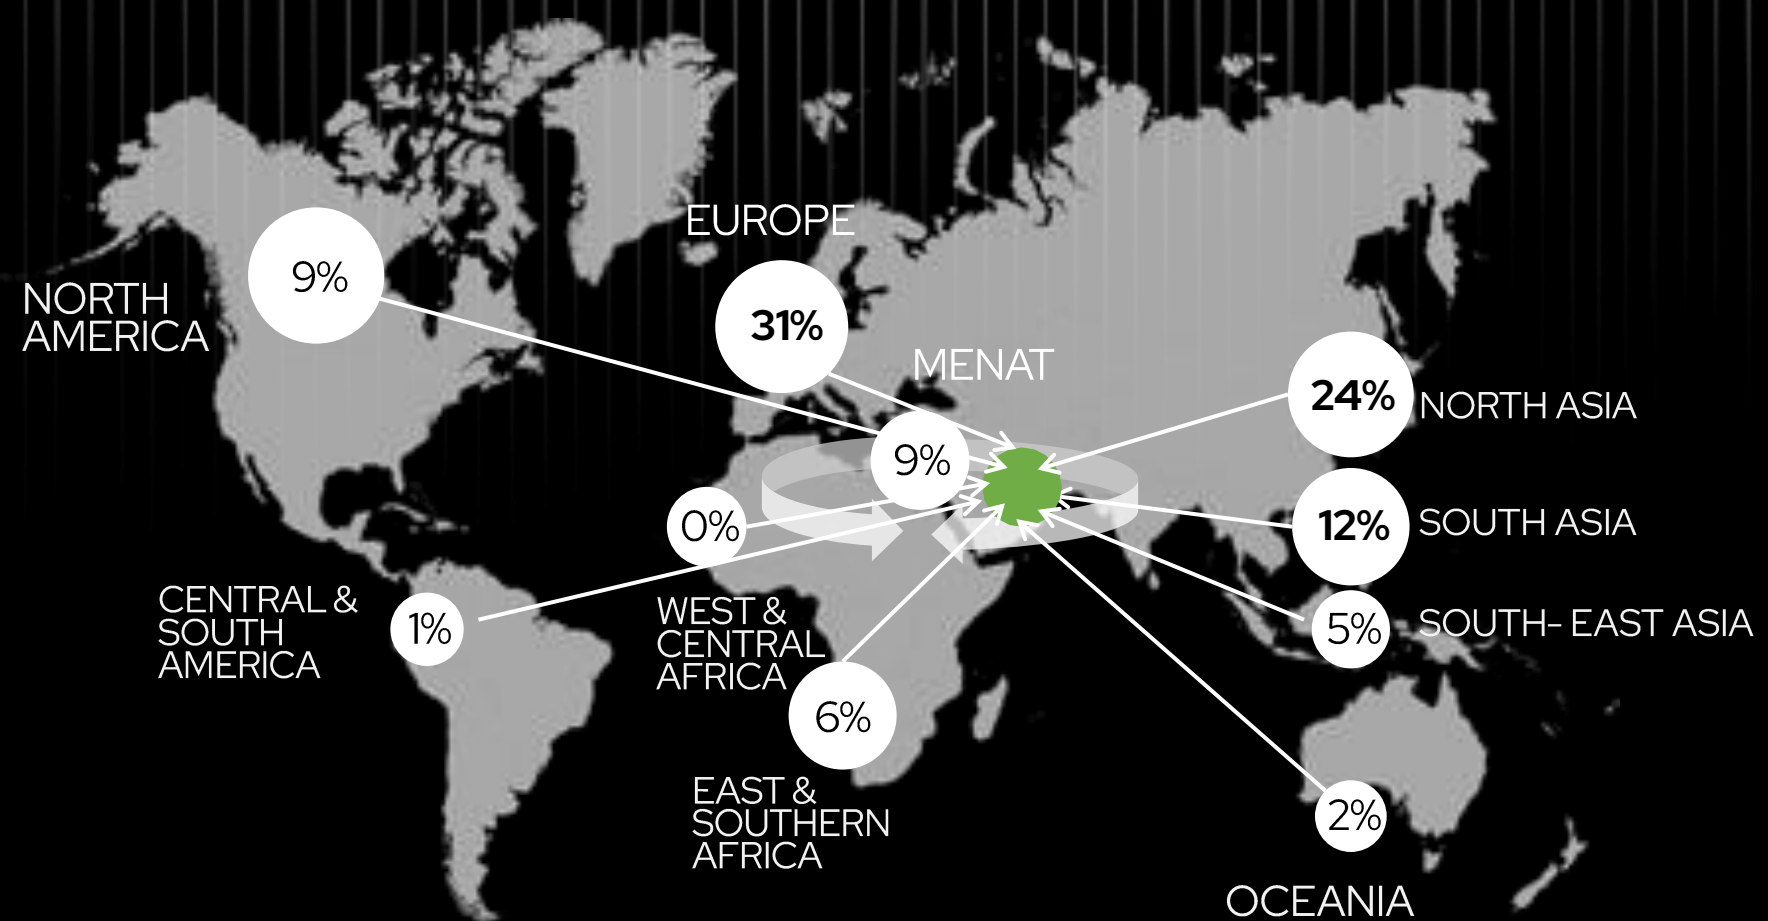 EUROPE
31%
9%
NORTH
AMERICA
MENAT
9%
24%
NORTH ASIA
12%
SOUTH ASIA
0%
WEST &
CENTRAL
AFRICA
CENTRAL &
SOUTH
AMERICA
1%
5%
SOUTH- EAST ASIA
6%
EAST &
SOUTHERN
AFRICA
2%
OCEANIA